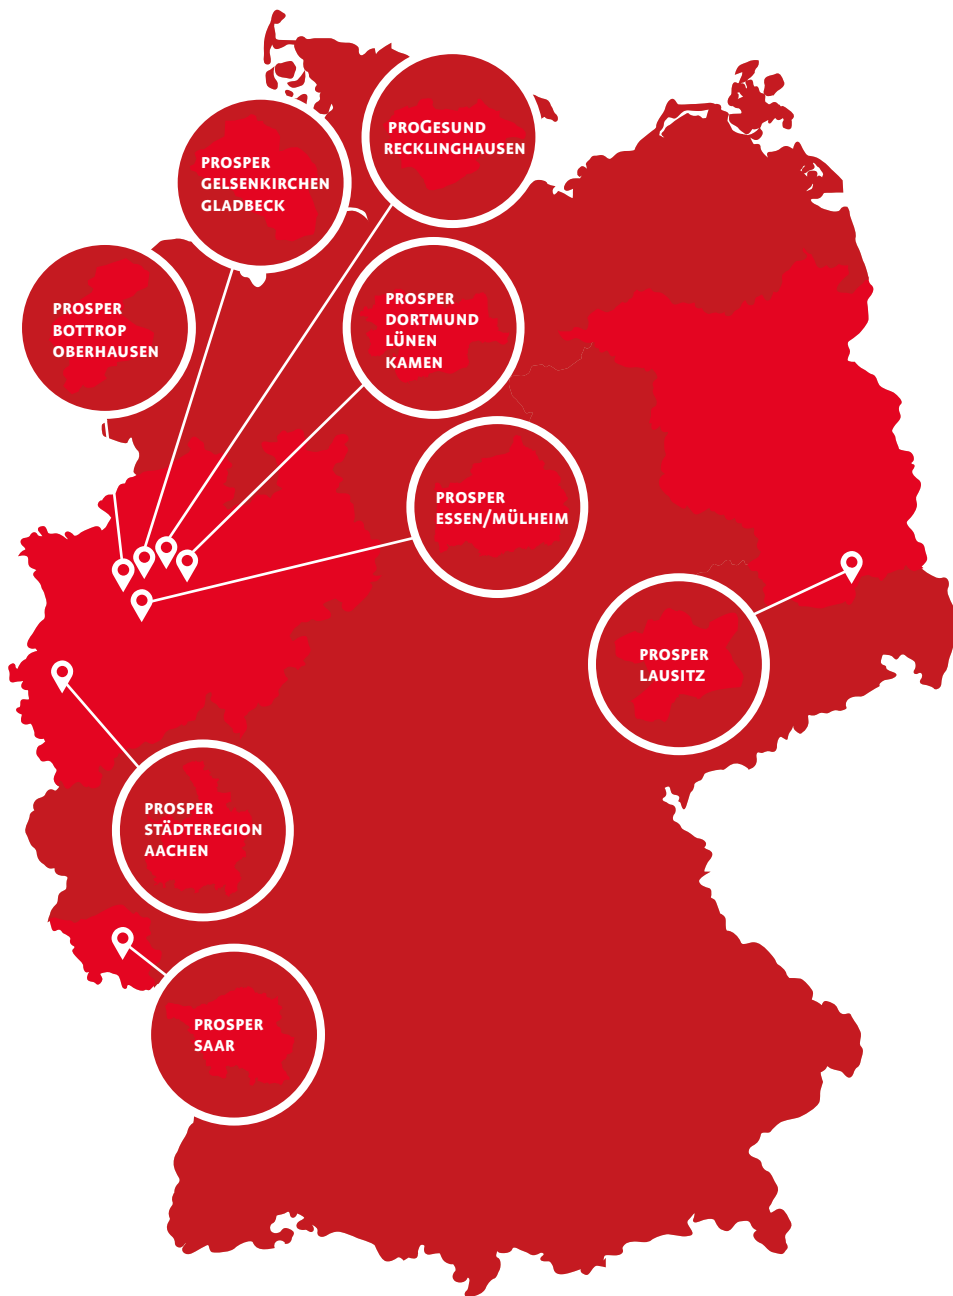 PROGESUND
RECKLINGHAUSEN
PROSPER
GELSENKIRCHEN
GLADBECK
PROSPER
BOTTROP
OBERHAUSEN
PROSPER
DORTMUND
LÜNEN
KAMEN
PROSPER
ESSEN/MÜLHEIM
PROSPER
LAUSITZ
PROSPER
STÄDTEREGION
AACHEN
PROSPER
SAAR